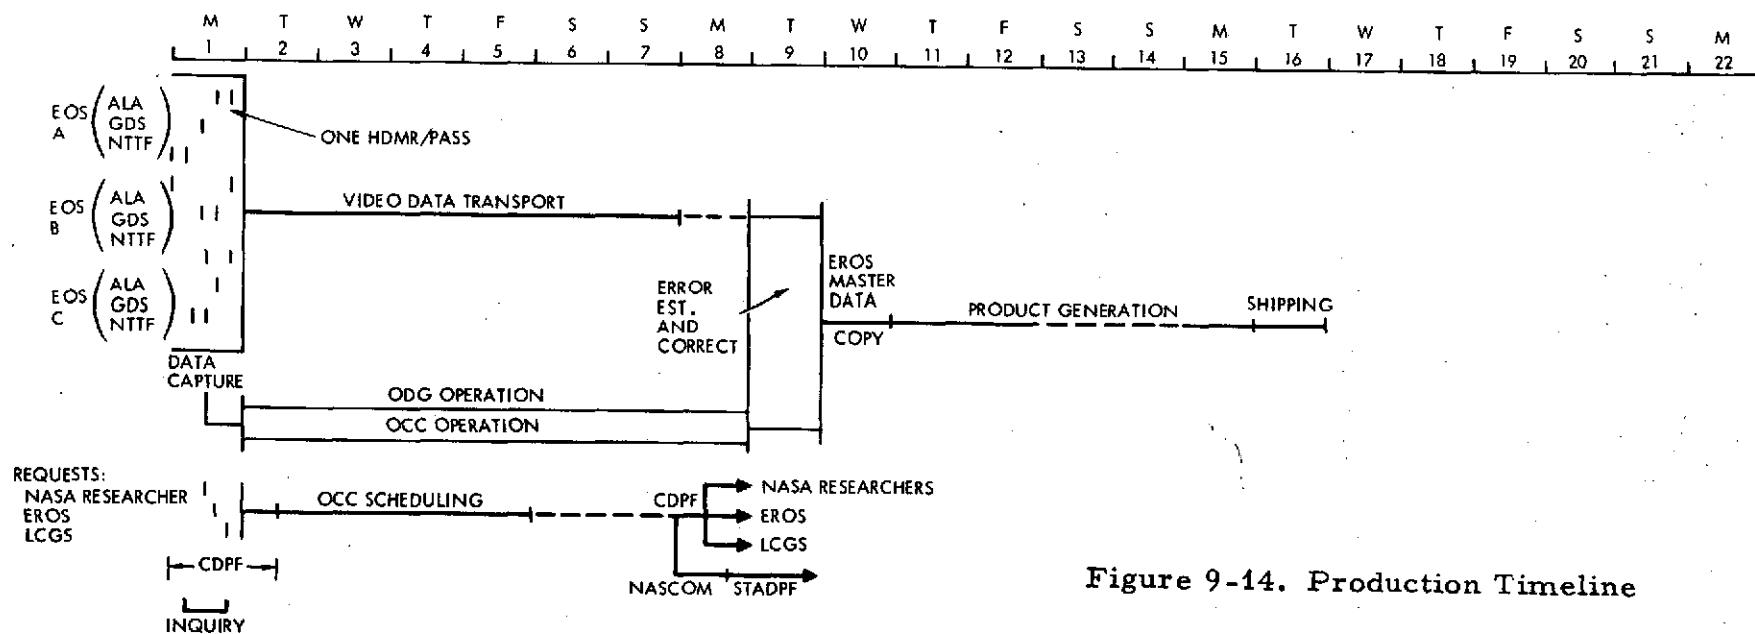 M T W T F S S M T W T F S S M T W T F S S M
1 2 3 4 5 6 7 8 9 10 11 12 13 14 15 16 17 18 19 20 21 22
EOS A
ALA
GDS
NTTF
ONE HDMR/PASS
EOS B
ALA
GDS
NTTF
VIDEO DATA TRANSPORT
EOS C
ALA
GDS
NTTF
ERROR
EST.
AND
CORRECT
EROS
MASTER
DATA
COPY
PRODUCT GENERATION
SHIPPING
DATA
CAPTURE
ODG OPERATION
OCC OPERATION
REQUESTS:
NASA RESEARCHER
EROS
LCGS
OCC SCHEDULING
CDPF
NASA RESEARCHERS
EROS
LCGS
CDPF
NASCOM
STADPF
INQUIRY
Figure 9-14. Production Timeline